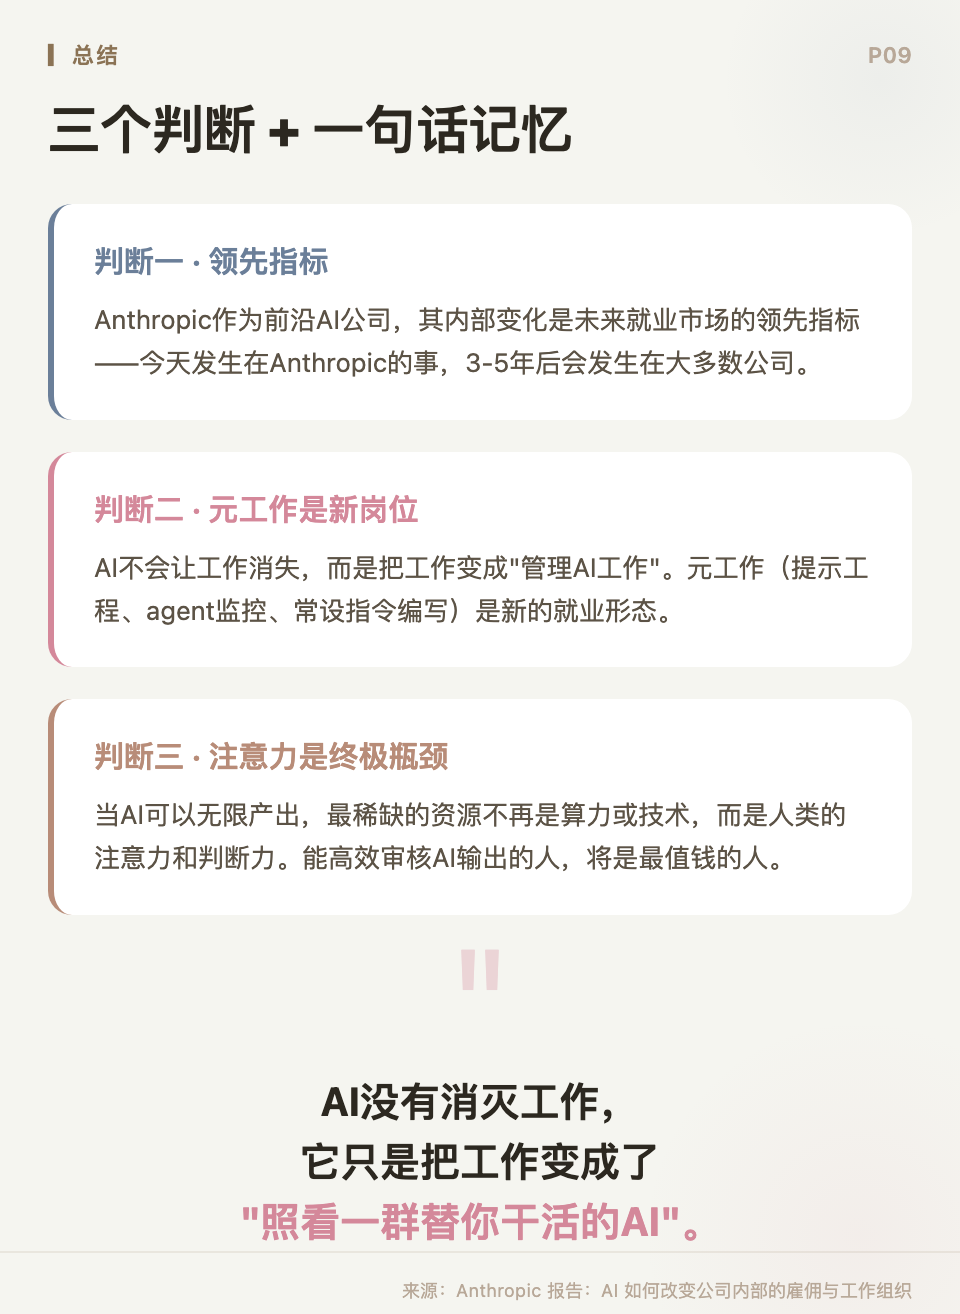 总结
P09
三个判断 + 一句话记忆
判断一 · 领先指标
Anthropic作为前沿AI公司，其内部变化是未来就业市场的领先指标
——今天发生在Anthropic的事，3-5年后会发生在大多数公司。
判断二 · 元工作是新岗位
AI不会让工作消失，而是把工作变成"管理AI工作"。元工作（提示工
程、agent监控、常设指令编写）是新的就业形态。
判断三 · 注意力是终极瓶颈
当AI可以无限产出，最稀缺的资源不再是算力或技术，而是人类的
注意力和判断力。能高效审核AI输出的人，将是最值钱的人。
"
AI没有消灭工作，
它只是把工作变成了
"照看一群替你干活的AI"。
来源：Anthropic 报告：AI 如何改变公司内部的雇佣与工作组织